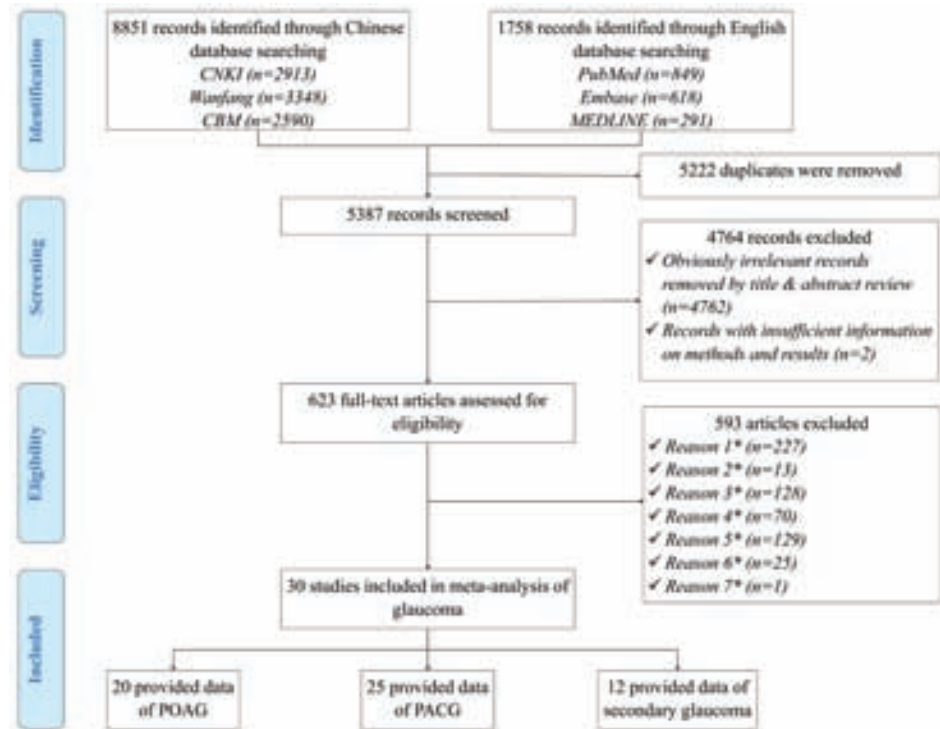 Identification
8851 records identified through Chinese
database searching
CNKI (n=2913)
Wanfang (n=3348)
CBM (n=2590)
1758 records identified through English
database searching
PubMed (n=849)
Embase (n=618)
MEDLINE (n=291)
5222 duplicates were removed
Screening
5387 records screened
4764 records excluded
✓ Obviously irrelevant records
removed by title & abstract review
(n=4762)
✓ Records with insufficient information
on methods and results (n=2)
Eligibility
623 full-text articles assessed for
eligibility
593 articles excluded
✓ Reason 1* (n=227)
✓ Reason 2* (n=13)
✓ Reason 3* (n=128)
✓ Reason 4* (n=70)
✓ Reason 5* (n=129)
✓ Reason 6* (n=25)
✓ Reason 7* (n=1)
Included
30 studies included in meta-analysis of
glaucoma
20 provided data
of POAG
25 provided data
of PACG
12 provided data of
secondary glaucoma